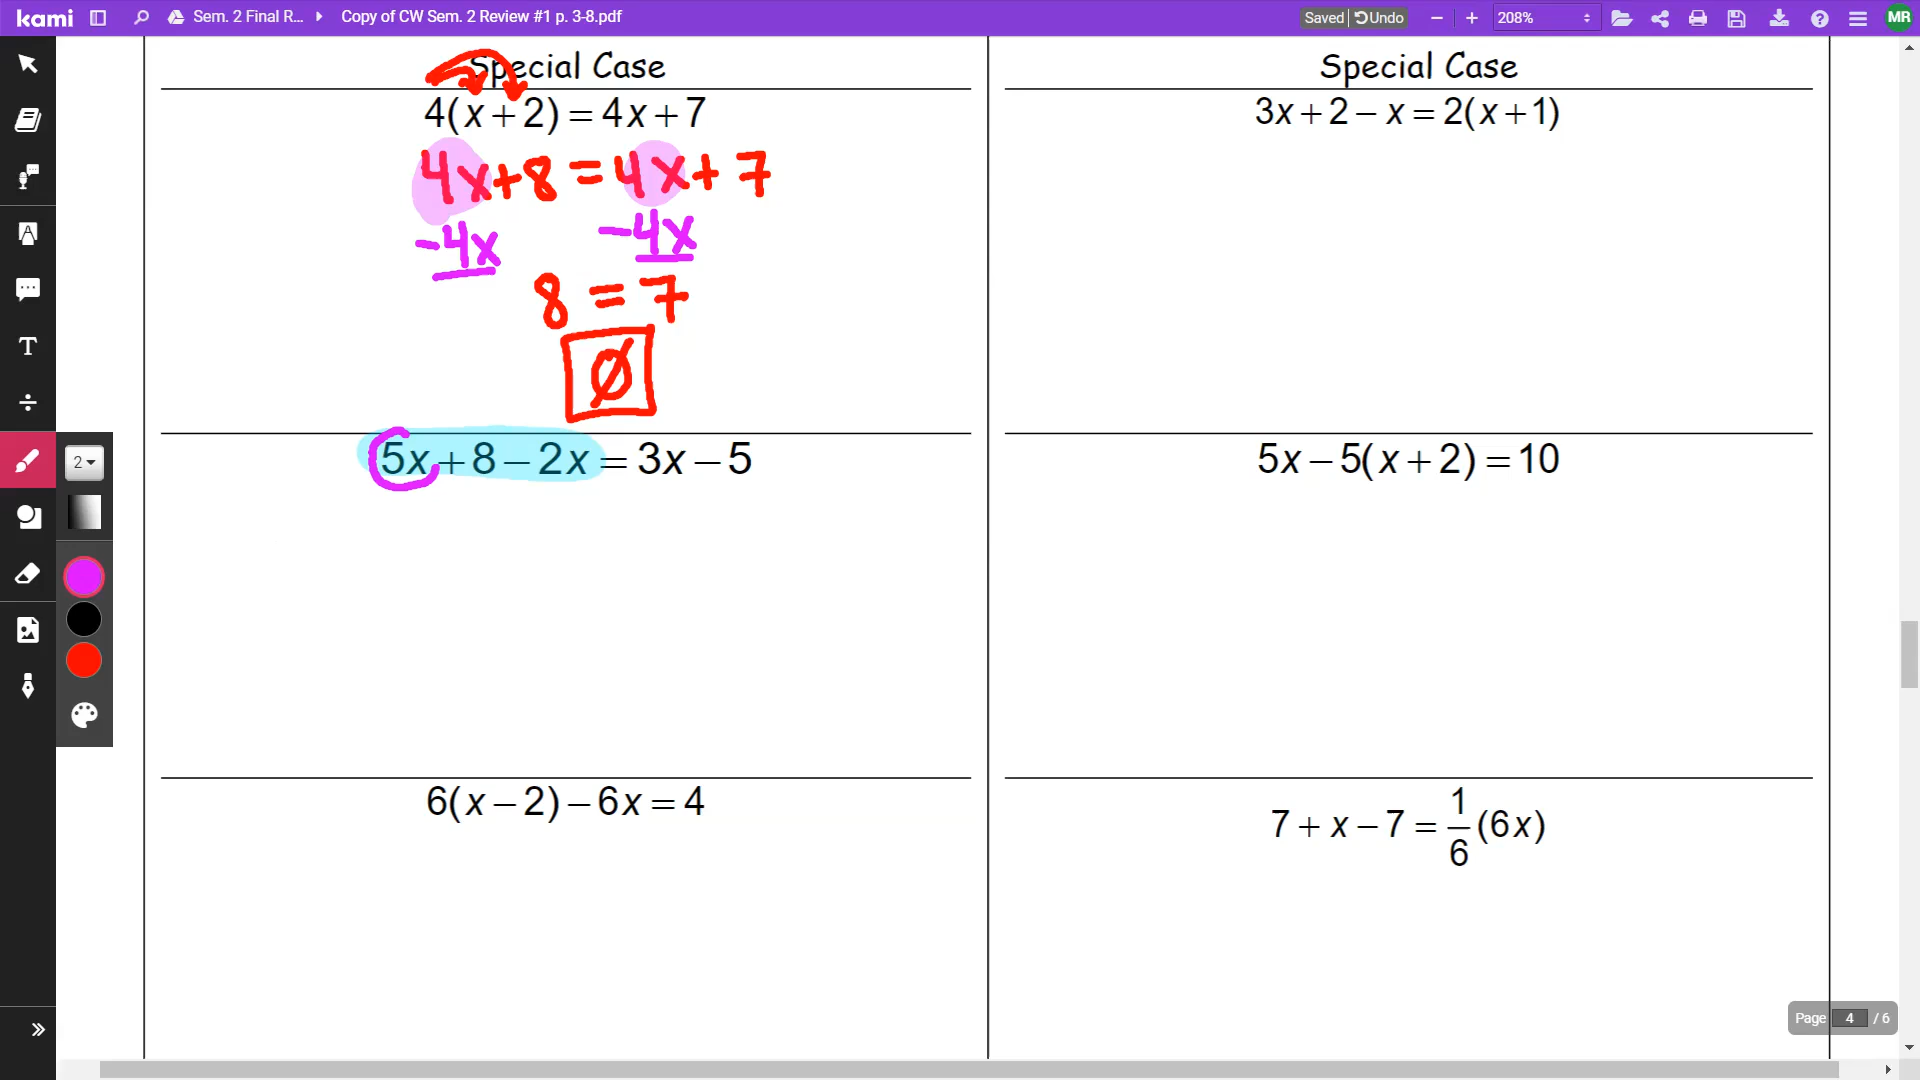 kami Sem. 2 Final R... Copy of CW Sem. 2 Review #1 p. 3-8.pdf Saved Undo 208% MR
Special Case
4(x+2)=4x+7
4x+8=4x+7
-4x -4x
8=7
∅
5x+8-2x=3x-5
6(x-2)-6x=4
Special Case
3x+2-x=2(x+1)
5x-5(x+2)=10
7+x-7=1/6(6x)
2
Page 4 / 6